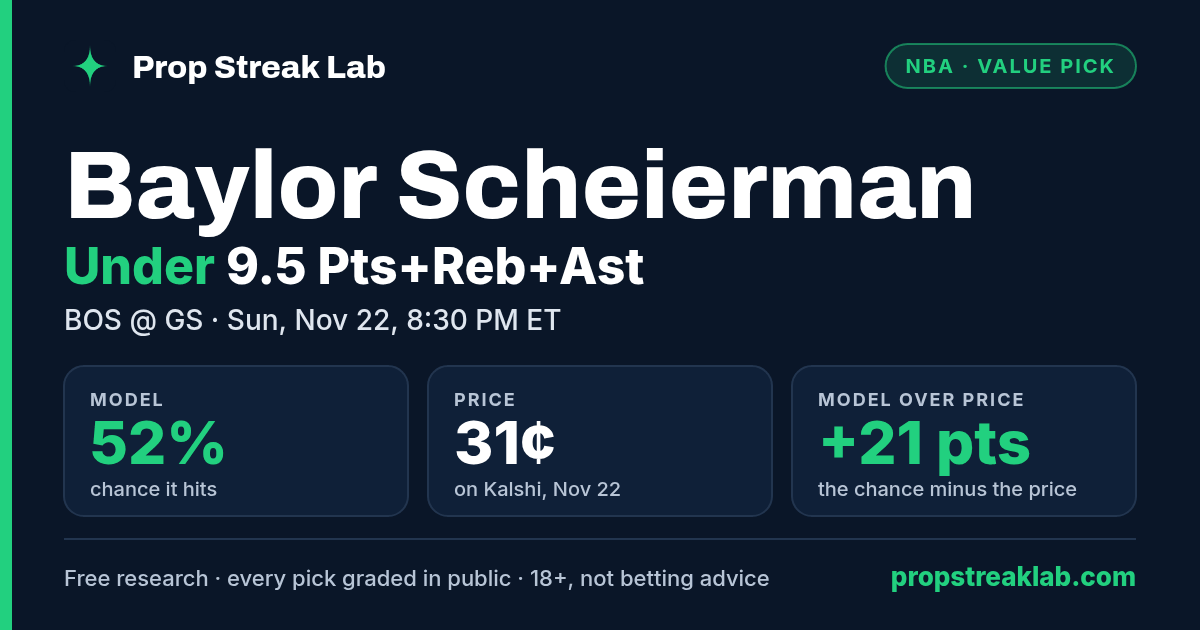 Prop Streak Lab
NBA · VALUE PICK
Baylor Scheierman
Under 9.5 Pts+Reb+Ast
BOS @ GS · Sun, Nov 22, 8:30 PM ET
MODEL
52%
chance it hits
PRICE
31¢
on Kalshi, Nov 22
MODEL OVER PRICE
+21 pts
the chance minus the price
Free research · every pick graded in public · 18+, not betting advice
propstreaklab.com